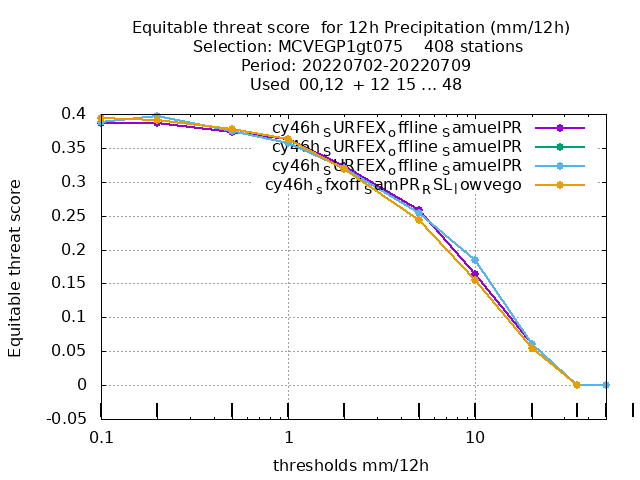 Equitable threat score  for 12h Precipitation (mm/12h)
Selection: MCVEGP1gt075    408 stations
Period: 20220702-20220709
Used  00,12  + 12 15 ... 48
cy46h_SURFEX_offline_SamuelPR
cy46h_SURFEX_offline_SamuelPR
cy46h_SURFEX_offline_SamuelPR
cy46h_sfxoff_SamPR_RSL_lowvego
0.4
0.35
0.3
0.25
0.2
0.15
0.1
0.05
0
-0.05
Equitable threat score
0.1 1 10
thresholds mm/12h